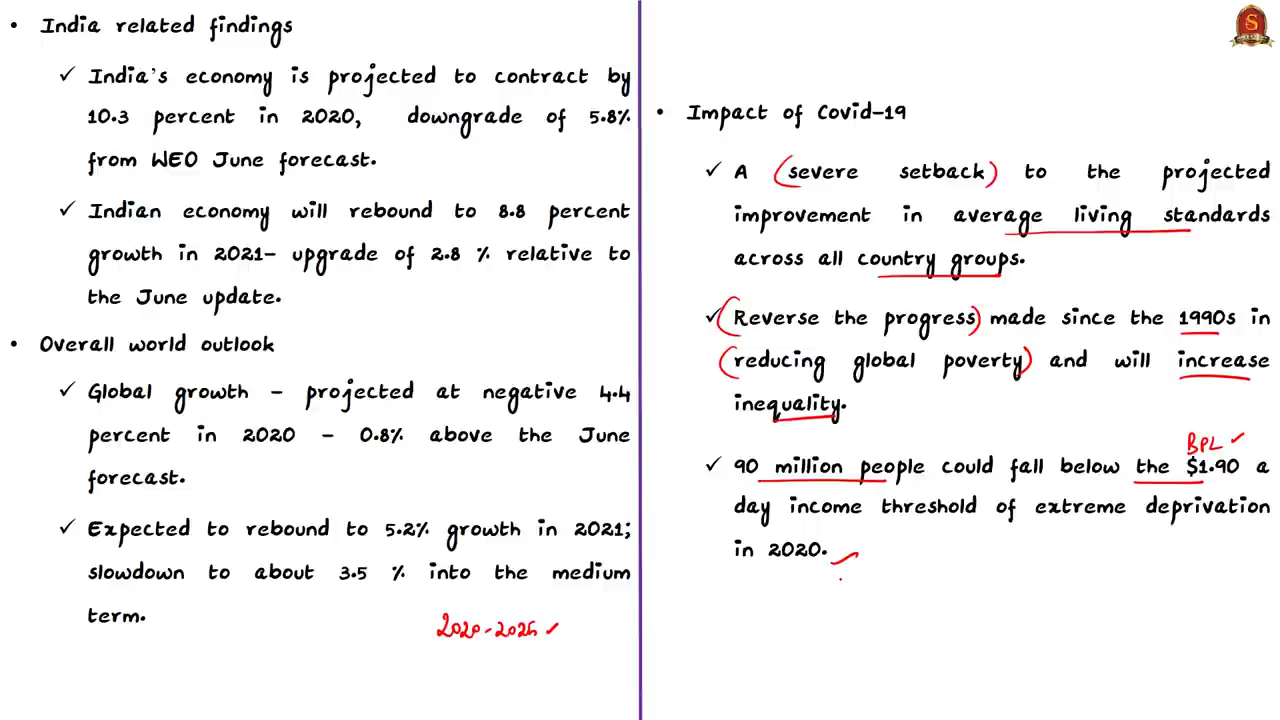 • India related findings
✓ India's economy is projected to contract by
10.3 percent in 2020, downgrade of 5.8%
from WEO June forecast.
✓ Indian economy will rebound to 8.8 percent
growth in 2021- upgrade of 2.8 % relative to
the June update.
• Overall world outlook
✓ Global growth - projected at negative 4.4
percent in 2020 - 0.8% above the June
forecast.
✓ Expected to rebound to 5.2% growth in 2021;
slowdown to about 3.5 % into the medium
term.
2020-2025 ✓
• Impact of Covid-19
✓ A (severe setback) to the projected
improvement in average living standards
across all country groups.
✓ (Reverse the progress) made since the 1990s in
(reducing global poverty) and will increase
inequality.
BPL ✓
✓ 90 million people could fall below the $1.90 a
day income threshold of extreme deprivation
in 2020.
S